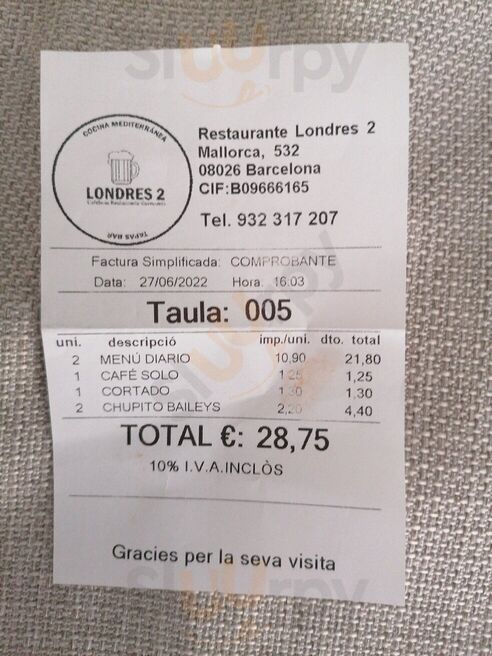 Sluurpy
COCINA MEDITERRÁNEA
LONDRES 2
TAPAS BAR
Restaurante Londres 2
Mallorca, 532
08026 Barcelona
CIF:B09666165
Tel. 932 317 207
Factura Simplificada: COMPROBANTE
Data: 27/06/2022 Hora. 16:03
Taula: 005
uni. descripció imp./uni. dto. total
2 MENÚ DIARIO 10,90 21,80
1 CAFÉ SOLO 1,25 1,25
1 CORTADO 1,30 1,30
2 CHUPITO BAILEYS 2,20 4,40
TOTAL €: 28,75
10% I.V.A.INCLÒS
Gracies per la seva visita
Sluurpy